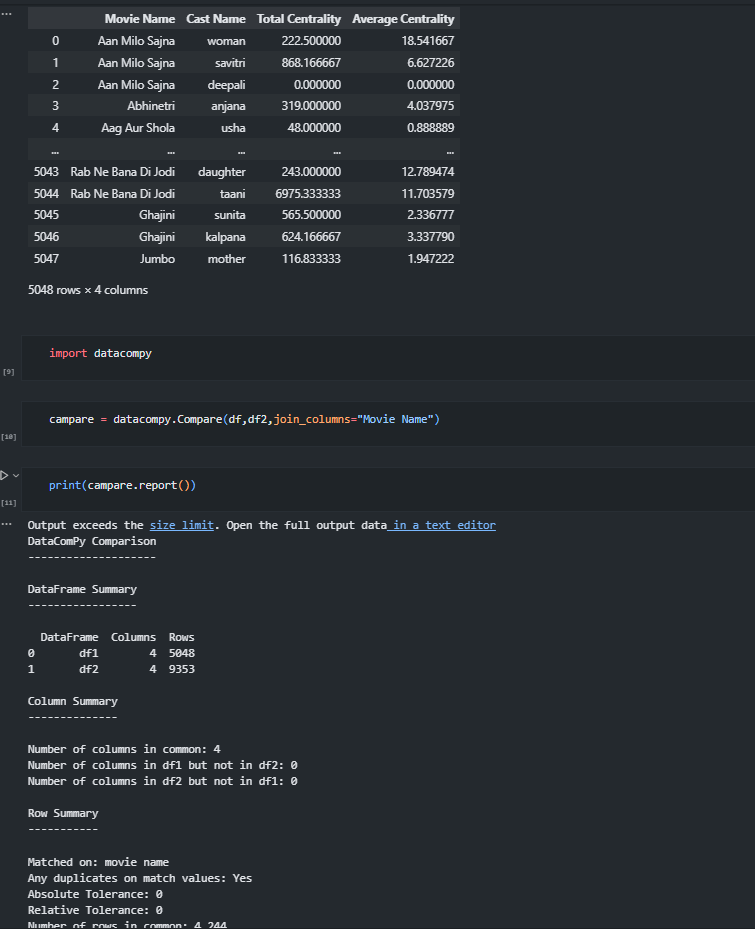 Movie Name Cast Name Total Centrality Average Centrality
0 Aan Milo Sajna woman 222.500000 18.541667
1 Aan Milo Sajna savitri 868.166667 6.627226
2 Aan Milo Sajna deepali 0.000000 0.000000
3 Abhinetri anjana 319.000000 4.037975
4 Aag Aur Shola usha 48.000000 0.888889
... ... ... ... ...
5043 Rab Ne Bana Di Jodi daughter 243.000000 12.789474
5044 Rab Ne Bana Di Jodi taani 6975.333333 11.703579
5045 Ghajini sunita 565.500000 2.336777
5046 Ghajini kalpana 624.166667 3.337790
5047 Jumbo mother 116.833333 1.947222
5048 rows × 4 columns
import datacompy
[9]
campare = datacompy.Compare(df,df2,join_columns="Movie Name")
[10]
print(campare.report())
[11]
Output exceeds the size limit. Open the full output data in a text editor
DataComPy Comparison
--------------------
DataFrame Summary
-----------------
DataFrame Columns Rows
0 df1 4 5048
1 df2 4 9353
Column Summary
--------------
Number of columns in common: 4
Number of columns in df1 but not in df2: 0
Number of columns in df2 but not in df1: 0
Row Summary
-----------
Matched on: movie name
Any duplicates on match values: Yes
Absolute Tolerance: 0
Relative Tolerance: 0
Number of rows in common: 4,244